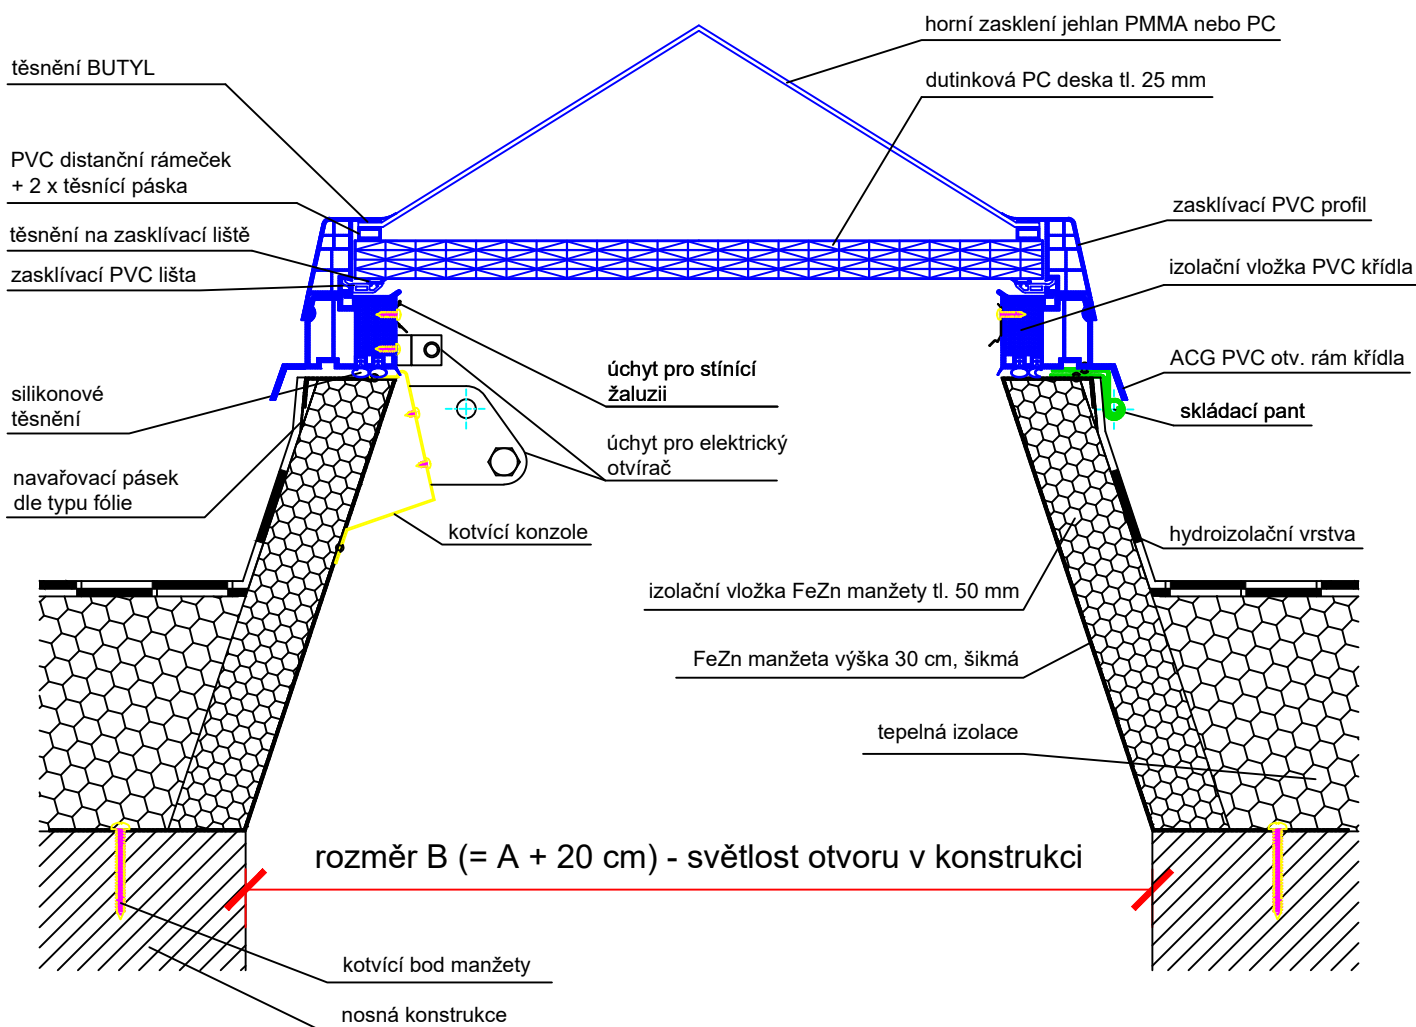 horní zasklení jehlan PMMA nebo PC
těsnění BUTYL
dutinková PC deska tl. 25 mm
PVC distanční rámeček
+ 2 x těsnící páska
zasklívací PVC profil
těsnění na zasklívací liště
zasklívací PVC lišta
izolační vložka PVC křídla
úchyt pro stínící
žaluzii
ACG PVC otv. rám křídla
silikonové
těsnění
skládací pant
úchyt pro elektrický
otvírač
navařovací pásek
dle typu fólie
kotvící konzole
hydroizolační vrstva
izolační vložka FeZn manžety tl. 50 mm
FeZn manžeta výška 30 cm, šikmá
tepelná izolace
rozměr B (= A + 20 cm) - světlost otvoru v konstrukci
kotvící bod manžety
nosná konstrukce